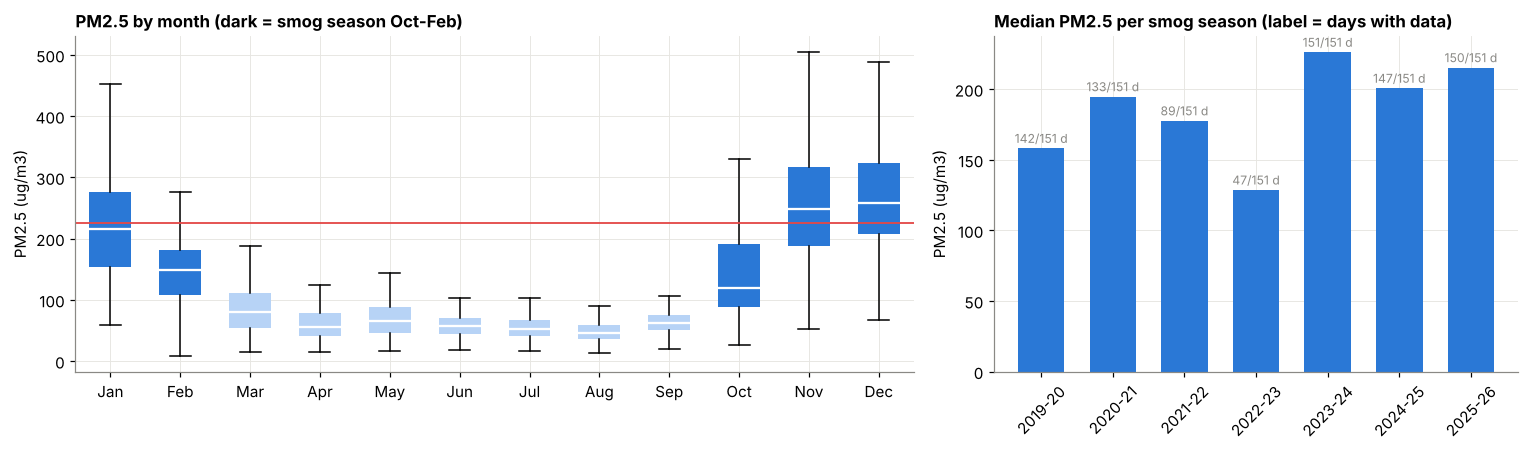 PM2.5 by month (dark = smog season Oct-Feb)
PM2.5 (ug/m3)
500
400
300
200
100
0
Jan Feb Mar Apr May Jun Jul Aug Sep Oct Nov Dec
Median PM2.5 per smog season (label = days with data)
PM2.5 (ug/m3)
200
150
100
50
0
142/151 d
133/151 d
89/151 d
47/151 d
151/151 d
147/151 d
150/151 d
2019-20
2020-21
2021-22
2022-23
2023-24
2024-25
2025-26